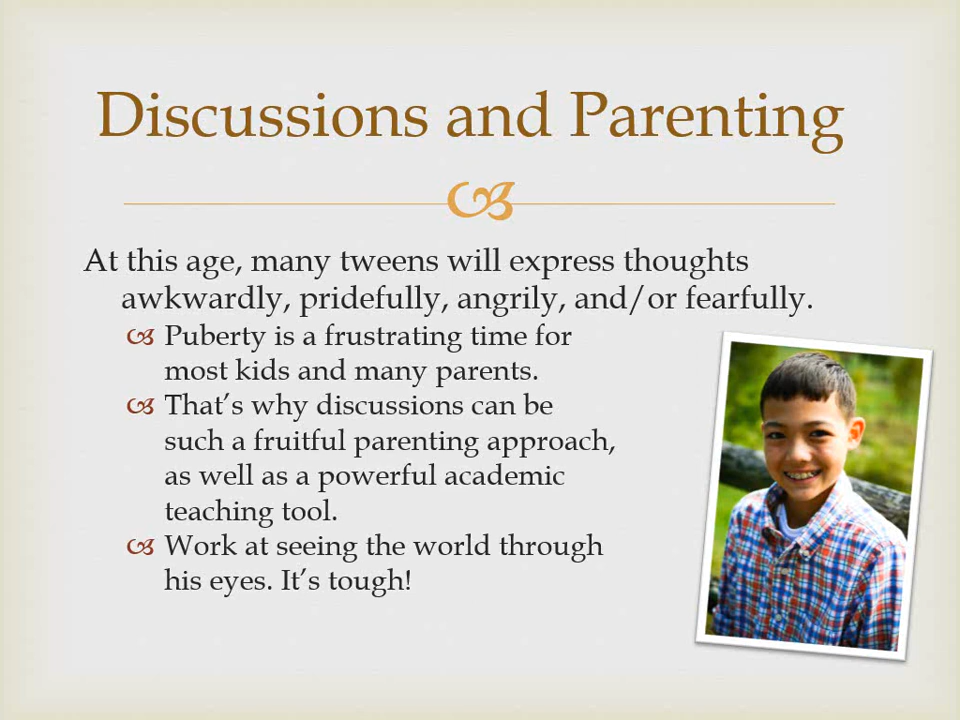 Discussions and Parenting
At this age, many tweens will express thoughts
awkwardly, pridefully, angrily, and/or fearfully.
Puberty is a frustrating time for
most kids and many parents.
That’s why discussions can be
such a fruitful parenting approach,
as well as a powerful academic
teaching tool.
Work at seeing the world through
his eyes. It’s tough!